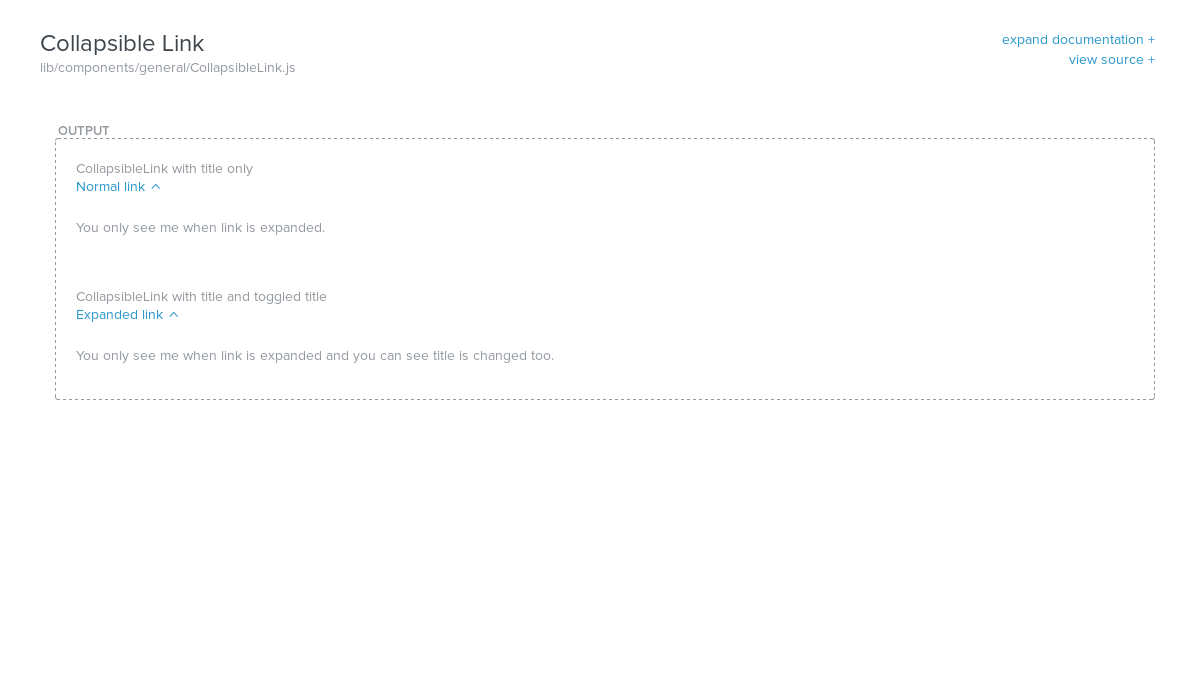 Collapsible Link
lib/components/general/CollapsibleLink.js
expand documentation +
view source +
OUTPUT
CollapsibleLink with title only
Normal link
You only see me when link is expanded.
CollapsibleLink with title and toggled title
Expanded link
You only see me when link is expanded and you can see title is changed too.